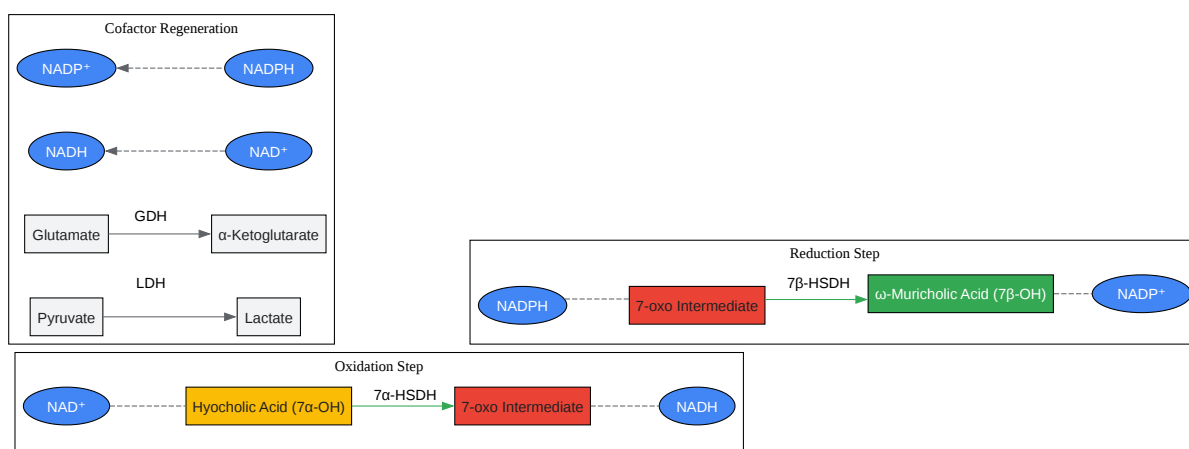 Cofactor Regeneration
NADP⁺
NADPH
NADH
NAD⁺
GDH
Glutamate
α-Ketoglutarate
LDH
Pyruvate
Lactate
Reduction Step
NADPH
7-oxo Intermediate
7β-HSDH
ω-Muricholic Acid (7β-OH)
NADP⁺
Oxidation Step
NAD⁺
Hyocholic Acid (7α-OH)
7α-HSDH
7-oxo Intermediate
NADH